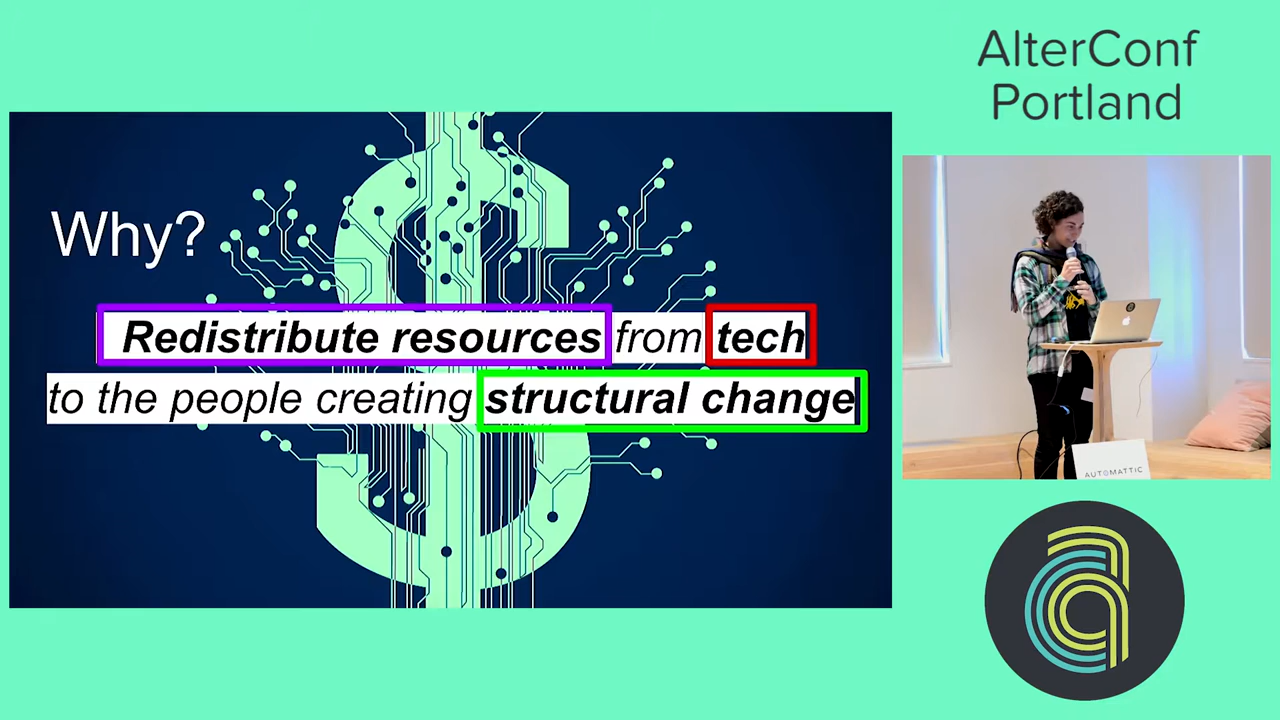 AlterConf
Portland
Why?
Redistribute resources from tech
to the people creating structural change
AUTOMATTIC